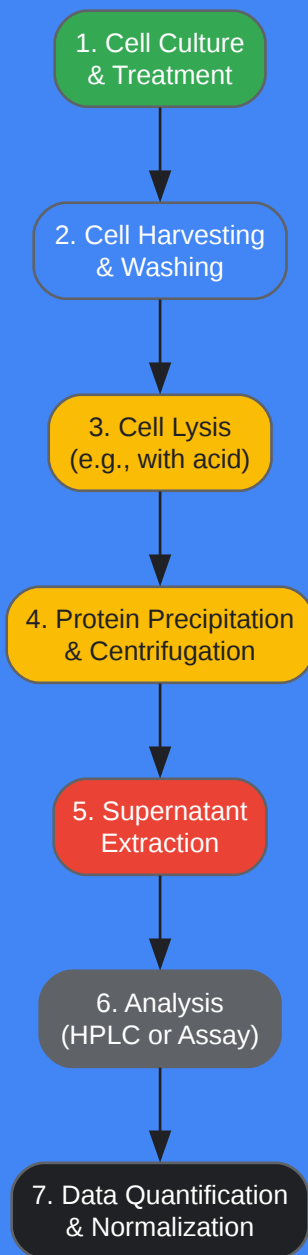 1. Cell Culture
& Treatment
2. Cell Harvesting
& Washing
3. Cell Lysis
(e.g., with acid)
4. Protein Precipitation
& Centrifugation
5. Supernatant
Extraction
6. Analysis
(HPLC or Assay)
7. Data Quantification
& Normalization